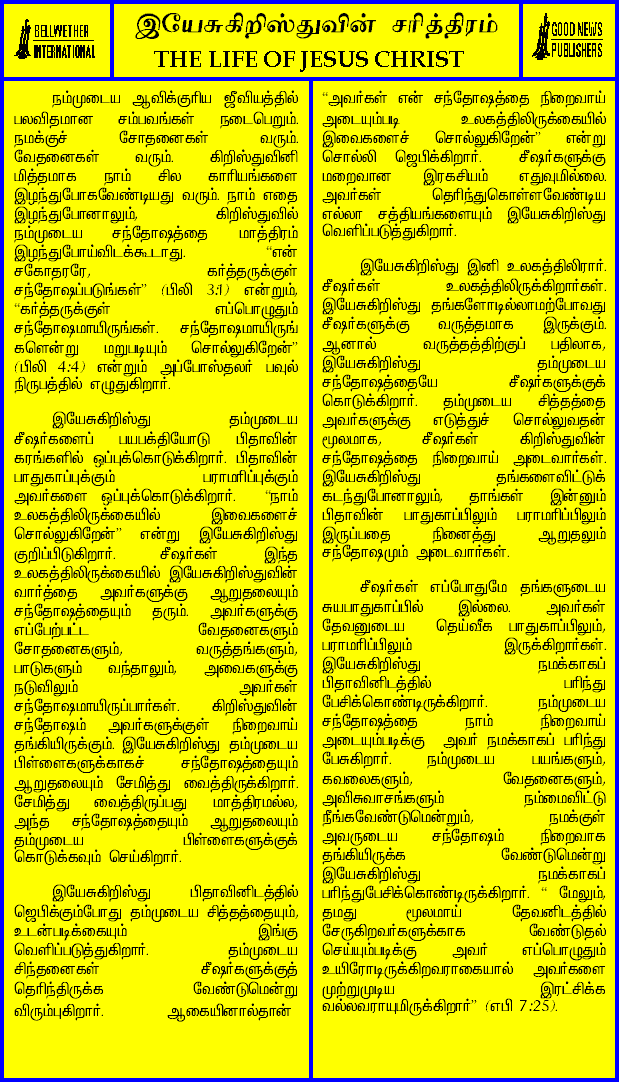 BELLWETHER
INTERNATIONAL
இயேசுகிறிஸ்துவின் சரித்திரம்
THE LIFE OF JESUS CHRIST
GOOD NEWS
PUBLISHERS
நம்முடைய ஆவிக்குரிய ஜீவியத்தில்
பலவிதமான சம்பவங்கள் நடைபெறும்.
நமக்குச் சோதனைகள் வரும்.
வேதனைகள் வரும். கிறிஸ்துவினி
மித்தமாக நாம் சில காரியங்களை
இழந்துபோகவேண்டியது வரும். நாம் எதை
இழந்துபோனாலும், கிறிஸ்துவில்
நம்முடைய சந்தோஷத்தை மாத்திரம்
இழந்துபோய்விடக்கூடாது. “என்
சகோதரரே, கர்த்தருக்குள்
சந்தோஷப்படுங்கள்” (பிலி 3:1) என்றும்,
“கர்த்தருக்குள் எப்பொழுதும்
சந்தோஷமாயிருங்கள். சந்தோஷமாயிருங்
களென்று மறுபடியும் சொல்லுகிறேன்”
(பிலி 4:4) என்றும் அப்போஸ்தலர் பவுல்
நிருபத்தில் எழுதுகிறார்.
இயேசுகிறிஸ்து தம்முடைய
சீஷர்களைப் பயபக்தியோடு பிதாவின்
கரங்களில் ஒப்புக்கொடுக்கிறார். பிதாவின்
பாதுகாப்புக்கும் பராமரிப்புக்கும்
அவர்களை ஒப்புக்கொடுக்கிறார். “நாம்
உலகத்திலிருக்கையில் இவைகளைச்
சொல்லுகிறேன்” என்று இயேசுகிறிஸ்து
குறிப்பிடுகிறார். சீஷர்கள் இந்த
உலகத்திலிருக்கையில் இயேசுகிறிஸ்துவின்
வார்த்தை அவர்களுக்கு ஆறுதலையும்
சந்தோஷத்தையும் தரும். அவர்களுக்கு
எப்பேற்பட்ட வேதனைகளும்
சோதனைகளும், வருத்தங்களும்,
பாடுகளும் வந்தாலும், அவைகளுக்கு
நடுவிலும் அவர்கள்
சந்தோஷமாயிருப்பார்கள். கிறிஸ்துவின்
சந்தோஷம் அவர்களுக்குள் நிறைவாய்
தங்கியிருக்கும். இயேசுகிறிஸ்து தம்முடைய
பிள்ளைகளுக்காகச் சந்தோஷத்தையும்
ஆறுதலையும் சேமித்து வைத்திருக்கிறார்.
சேமித்து வைத்திருப்பது மாத்திரமல்ல,
அந்த சந்தோஷத்தையும் ஆறுதலையும்
தம்முடைய பிள்ளைகளுக்குக்
கொடுக்கவும் செய்கிறார்.
இயேசுகிறிஸ்து பிதாவினிடத்தில்
ஜெபிக்கும்போது தம்முடைய சித்தத்தையும்,
உடன்படிக்கையும் இங்கு
வெளிப்படுத்துகிறார். தம்முடைய
சிந்தனைகள் சீஷர்களுக்குத்
தெரிந்திருக்க வேண்டுமென்று
விரும்புகிறார். ஆகையினால்தான்
“அவர்கள் என் சந்தோஷத்தை நிறைவாய்
அடையும்படி உலகத்திலிருக்கையில்
இவைகளைச் சொல்லுகிறேன்” என்று
சொல்லி ஜெபிக்கிறார். சீஷர்களுக்கு
மறைவான இரகசியம் எதுவுமில்லை.
அவர்கள் தெரிந்துகொள்ளவேண்டிய
எல்லா சத்தியங்களையும் இயேசுகிறிஸ்து
வெளிப்படுத்துகிறார்.
இயேசுகிறிஸ்து இனி உலகத்திலிரார்.
சீஷர்கள் உலகத்திலிருக்கிறார்கள்.
இயேசுகிறிஸ்து தங்களோடில்லாமற்போவது
சீஷர்களுக்கு வருத்தமாக இருக்கும்.
ஆனால் வருத்தத்திற்குப் பதிலாக,
இயேசுகிறிஸ்து தம்முடைய
சந்தோஷத்தையே சீஷர்களுக்குக்
கொடுக்கிறார். தம்முடைய சித்தத்தை
அவர்களுக்கு எடுத்துச் சொல்லுவதன்
மூலமாக, சீஷர்கள் கிறிஸ்துவின்
சந்தோஷத்தை நிறைவாய் அடைவார்கள்.
இயேசுகிறிஸ்து தங்களைவிட்டுக்
கடந்துபோனாலும், தாங்கள் இன்னும்
பிதாவின் பாதுகாப்பிலும் பராமரிப்பிலும்
இருப்பதை நினைத்து ஆறுதலும்
சந்தோஷமும் அடைவார்கள்.
சீஷர்கள் எப்போதுமே தங்களுடைய
சுயபாதுகாப்பில் இல்லை. அவர்கள்
தேவனுடைய தெய்வீக பாதுகாப்பிலும்,
பராமரிப்பிலும் இருக்கிறார்கள்.
இயேசுகிறிஸ்து நமக்காகப்
பிதாவினிடத்தில் பரிந்து
பேசிக்கொண்டிருக்கிறார். நம்முடைய
சந்தோஷத்தை நாம் நிறைவாய்
அடையும்படிக்கு அவர் நமக்காகப் பரிந்து
பேசுகிறார். நம்முடைய பயங்களும்,
கவலைகளும், வேதனைகளும்,
அவிசுவாசங்களும் நம்மைவிட்டு
நீங்கவேண்டுமென்றும், நமக்குள்
அவருடைய சந்தோஷம் நிறைவாக
தங்கியிருக்க வேண்டுமென்று
இயேசுகிறிஸ்து நமக்காகப்
பரிந்துபேசிக்கொண்டிருக்கிறார். “ மேலும்,
தமது மூலமாய் தேவனிடத்தில்
சேருகிறவர்களுக்காக வேண்டுதல்
செய்யும்படிக்கு அவர் எப்பொழுதும்
உயிரோடிருக்கிறவராகையால் அவர்களை
முற்றுமுடிய இரட்சிக்க
வல்லவராயுமிருக்கிறார்” (எபி 7:25).